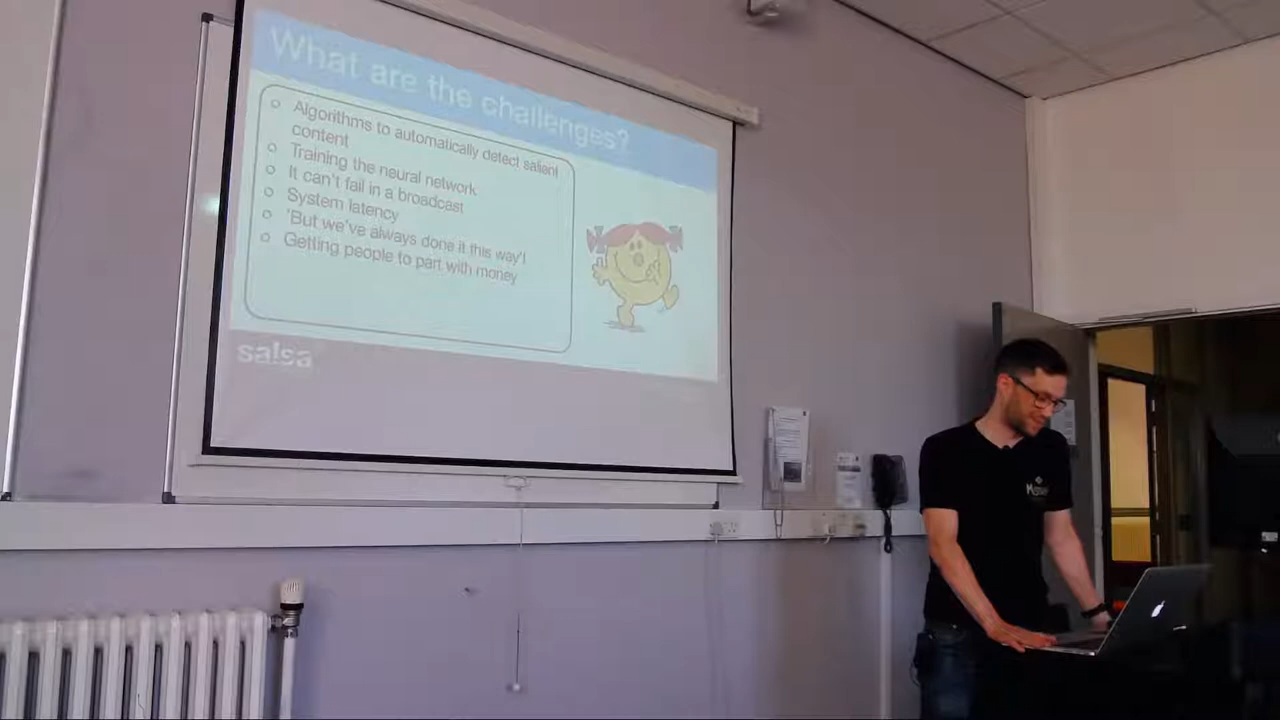 What are the challenges?
Algorithms to automatically detect salient
content
Training the neural network
It can't fail in a broadcast
System latency
'But we've always done it this way'!
Getting people to part with money
salsa